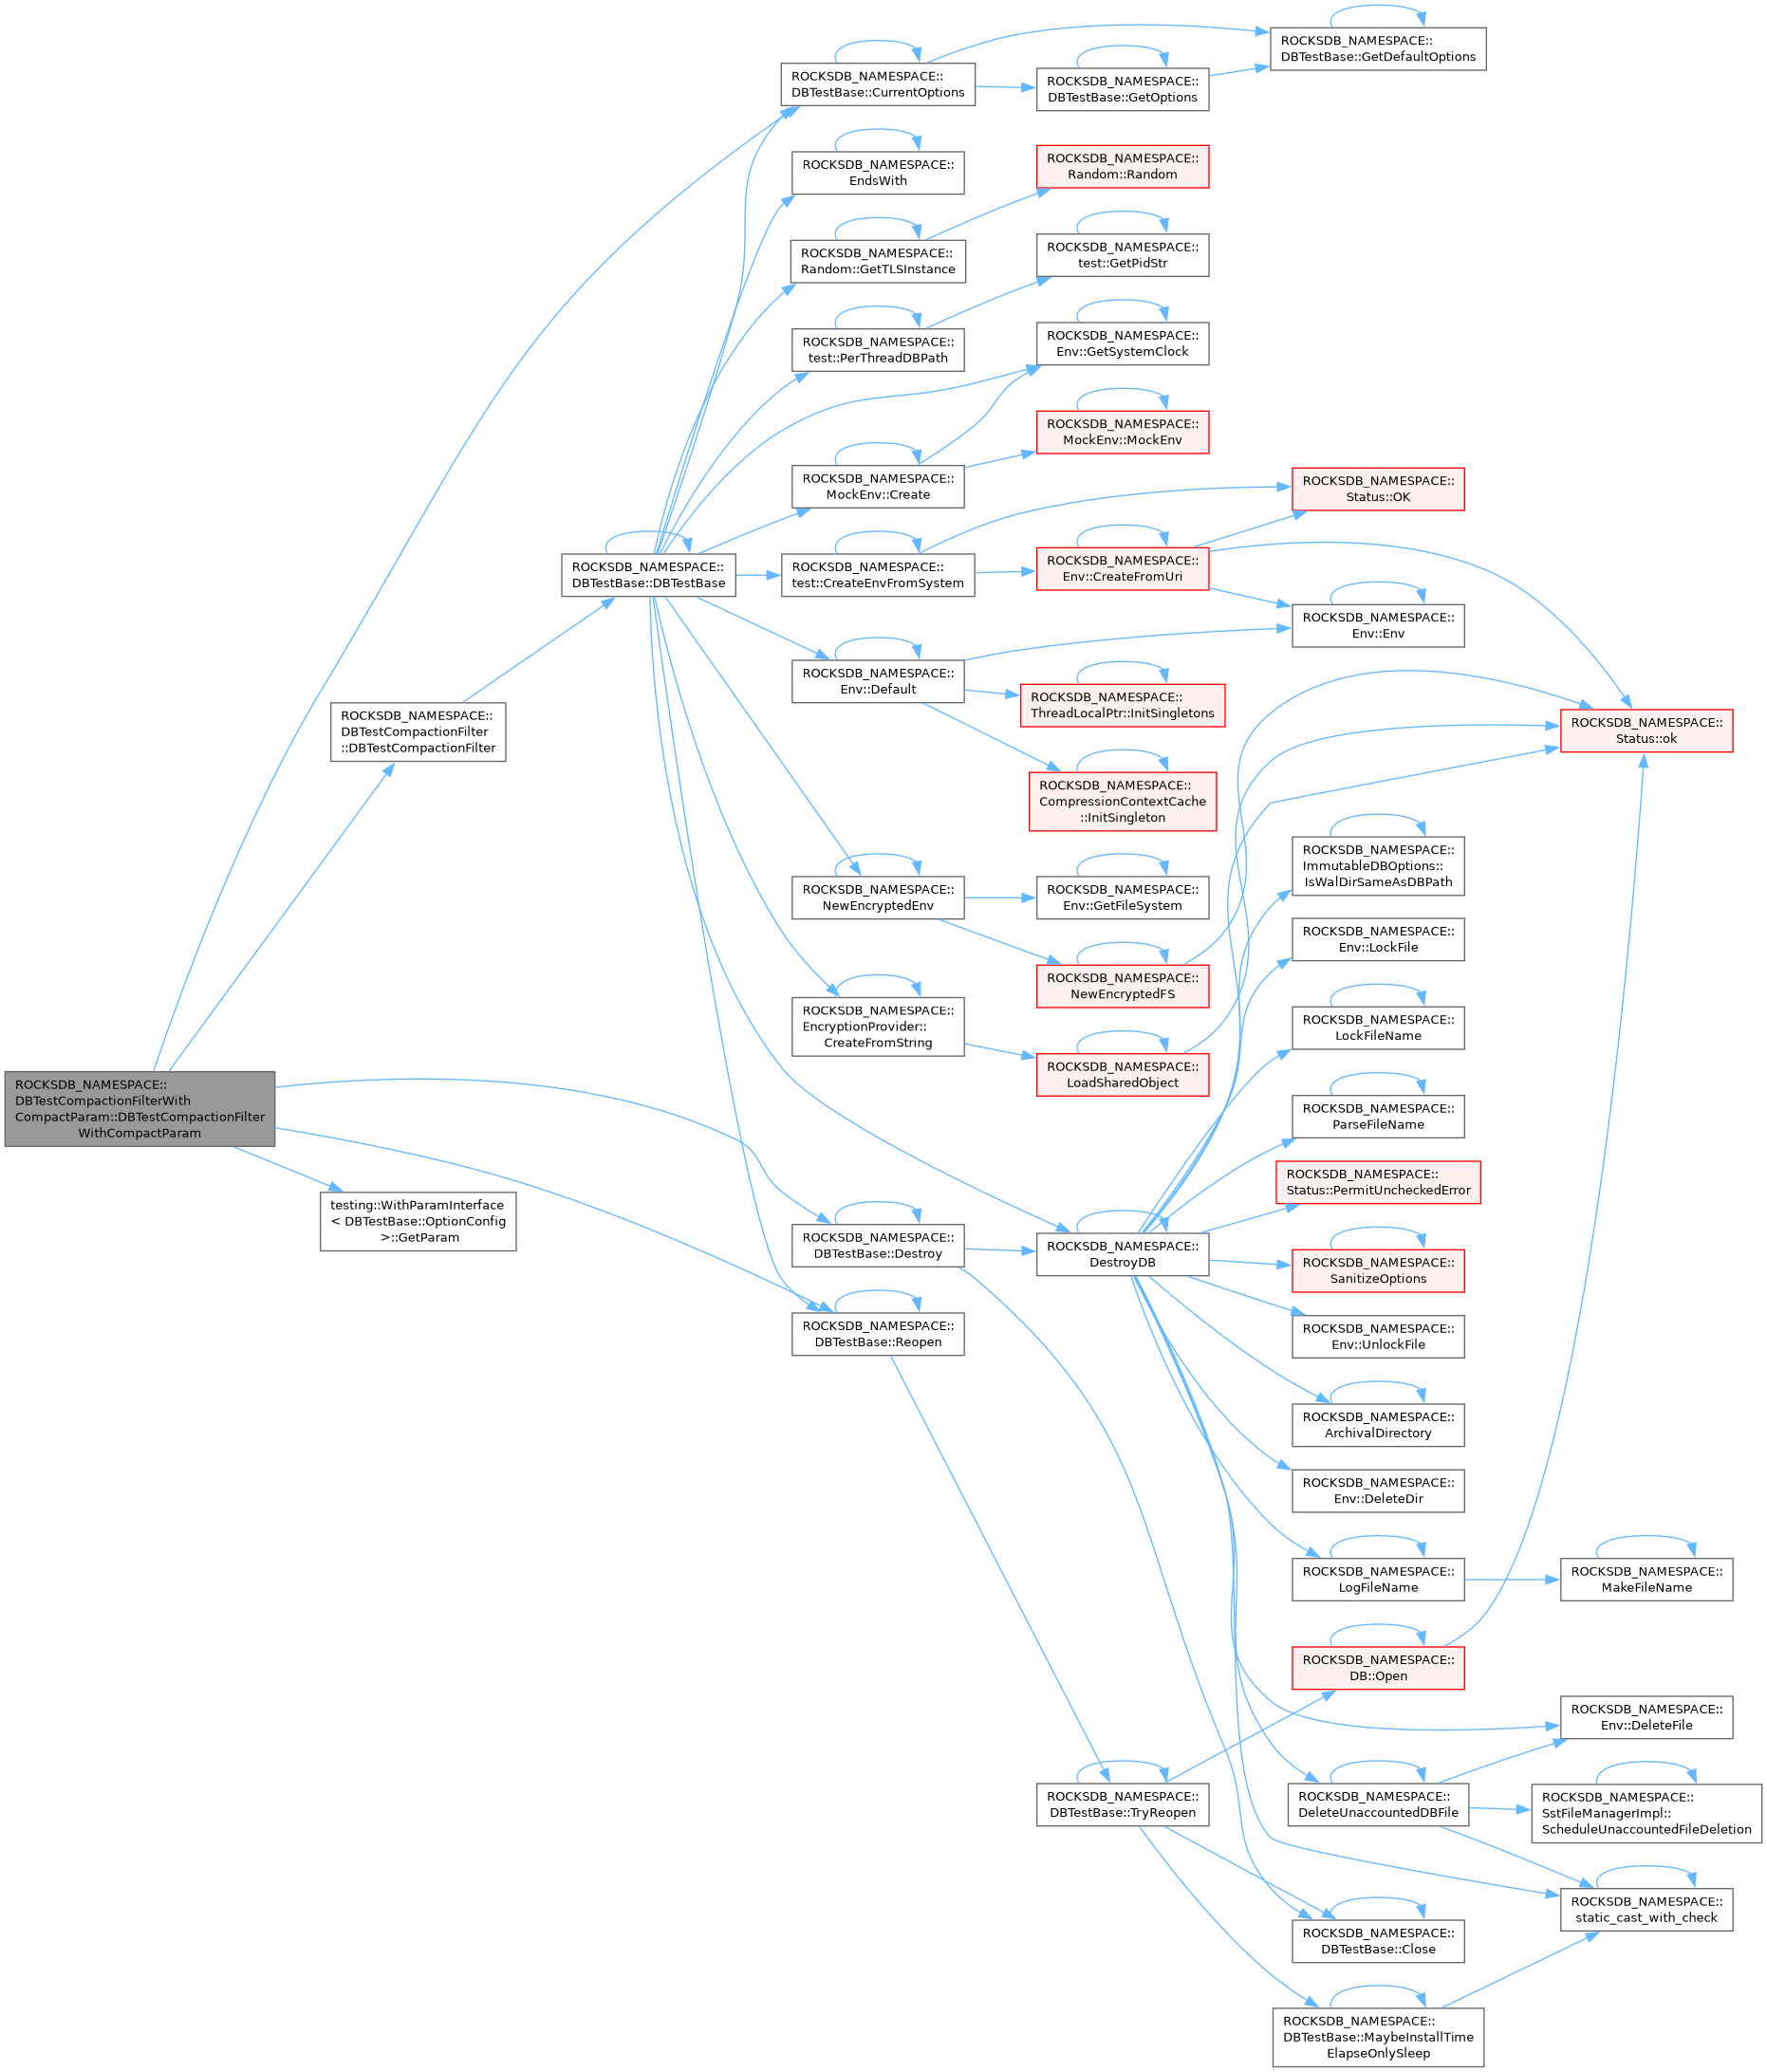 ROCKSDB_NAMESPACE::
DBTestCompactionFilterWith
CompactParam::DBTestCompactionFilter
WithCompactParam
ROCKSDB_NAMESPACE::
DBTestCompactionFilter
::DBTestCompactionFilter
testing::WithParamInterface
< DBTestBase::OptionConfig
>::GetParam
ROCKSDB_NAMESPACE::
DBTestBase::DBTestBase
ROCKSDB_NAMESPACE::
DBTestBase::CurrentOptions
ROCKSDB_NAMESPACE::
EndsWith
ROCKSDB_NAMESPACE::
Random::GetTLSInstance
ROCKSDB_NAMESPACE::
test::PerThreadDBPath
ROCKSDB_NAMESPACE::
MockEnv::Create
ROCKSDB_NAMESPACE::
test::CreateEnvFromSystem
ROCKSDB_NAMESPACE::
Env::Default
ROCKSDB_NAMESPACE::
NewEncryptedEnv
ROCKSDB_NAMESPACE::
EncryptionProvider::
CreateFromString
ROCKSDB_NAMESPACE::
DBTestBase::Destroy
ROCKSDB_NAMESPACE::
DBTestBase::Reopen
ROCKSDB_NAMESPACE::
DBTestBase::GetOptions
ROCKSDB_NAMESPACE::
Random::Random
ROCKSDB_NAMESPACE::
test::GetPidStr
ROCKSDB_NAMESPACE::
Env::GetSystemClock
ROCKSDB_NAMESPACE::
MockEnv::MockEnv
ROCKSDB_NAMESPACE::
Env::CreateFromUri
ROCKSDB_NAMESPACE::
ThreadLocalPtr::InitSingletons
ROCKSDB_NAMESPACE::
CompressionContextCache
::InitSingleton
ROCKSDB_NAMESPACE::
Env::GetFileSystem
ROCKSDB_NAMESPACE::
NewEncryptedFS
ROCKSDB_NAMESPACE::
LoadSharedObject
ROCKSDB_NAMESPACE::
DestroyDB
ROCKSDB_NAMESPACE::
DBTestBase::TryReopen
ROCKSDB_NAMESPACE::
DBTestBase::GetDefaultOptions
ROCKSDB_NAMESPACE::
Status::OK
ROCKSDB_NAMESPACE::
Env::Env
ROCKSDB_NAMESPACE::
ImmutableDBOptions::
IsWalDirSameAsDBPath
ROCKSDB_NAMESPACE::
Env::LockFile
ROCKSDB_NAMESPACE::
LockFileName
ROCKSDB_NAMESPACE::
ParseFileName
ROCKSDB_NAMESPACE::
Status::PermitUncheckedError
ROCKSDB_NAMESPACE::
SanitizeOptions
ROCKSDB_NAMESPACE::
Env::UnlockFile
ROCKSDB_NAMESPACE::
ArchivalDirectory
ROCKSDB_NAMESPACE::
Env::DeleteDir
ROCKSDB_NAMESPACE::
LogFileName
ROCKSDB_NAMESPACE::
DB::Open
ROCKSDB_NAMESPACE::
DeleteUnaccountedDBFile
ROCKSDB_NAMESPACE::
DBTestBase::Close
ROCKSDB_NAMESPACE::
DBTestBase::MaybeInstallTime
ElapseOnlySleep
ROCKSDB_NAMESPACE::
Status::ok
ROCKSDB_NAMESPACE::
MakeFileName
ROCKSDB_NAMESPACE::
Env::DeleteFile
ROCKSDB_NAMESPACE::
SstFileManagerImpl::
ScheduleUnaccountedFileDeletion
ROCKSDB_NAMESPACE::
static_cast_with_check